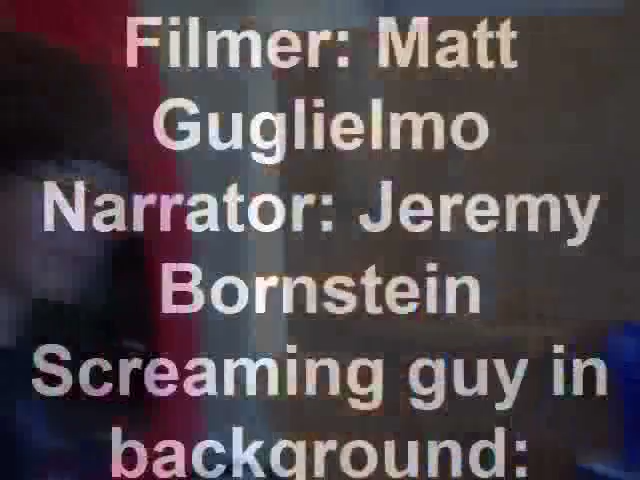 Filmer: Matt
Guglielmo
Narrator: Jeremy
Bornstein
Screaming guy in
background: